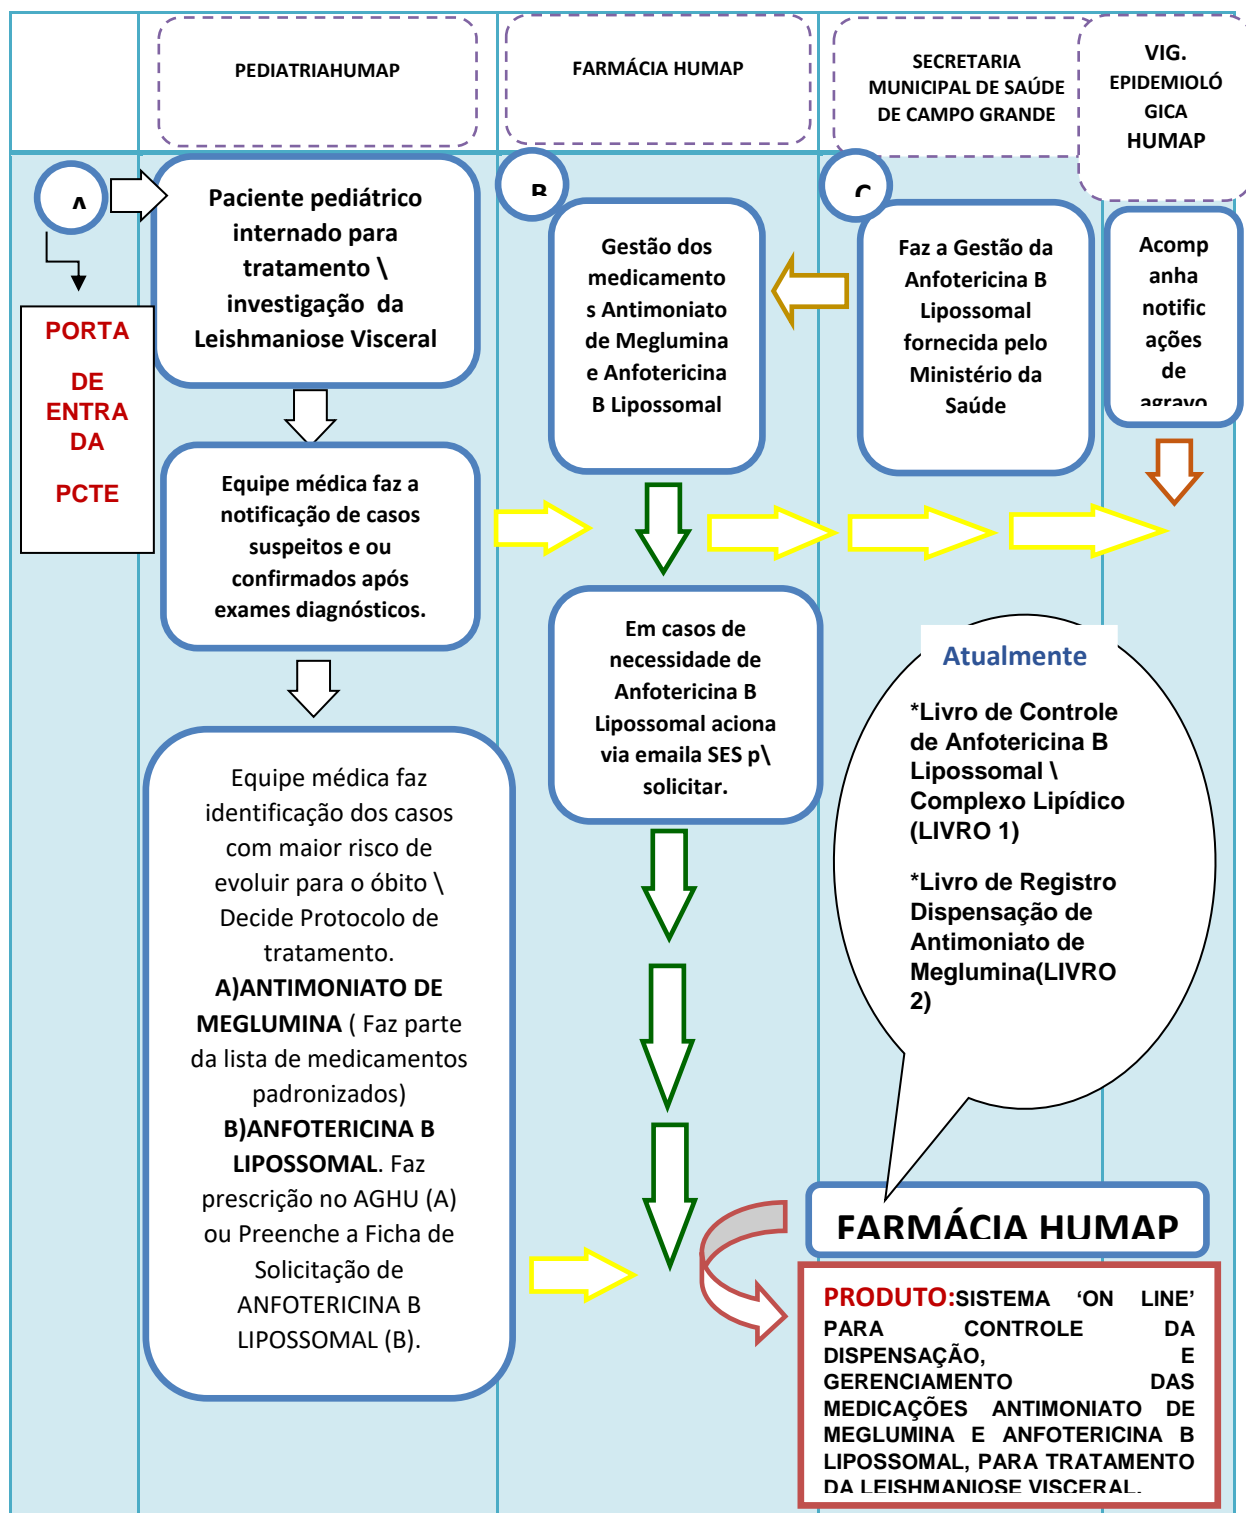 PEDIATRIAHUMAP
FARMÁCIA HUMAP
SECRETARIA
MUNICIPAL DE SAÚDE
DE CAMPO GRANDE
VIG.
EPIDEMIOLÓ
GICA
HUMAP
A
PORTA
DE
ENTRA
DA
PCTE
Paciente pediátrico
internado para
tratamento \
investigação da
Leishmaniose Visceral
Equipe médica faz a
notificação de casos
suspeitos e ou
confirmados após
exames diagnósticos.
Equipe médica faz
identificação dos casos
com maior risco de
evoluir para o óbito \
Decide Protocolo de
tratamento.
A)ANTIMONIATO DE
MEGLUMINA ( Faz parte
da lista de medicamentos
padronizados)
B)ANFOTERICINA B
LIPOSSOMAL. Faz
prescrição no AGHU (A)
ou Preenche a Ficha de
Solicitação de
ANFOTERICINA B
LIPOSSOMAL (B).
B
Gestão dos
medicamento
s Antimoniato
de Meglumina
e Anfotericina
B Lipossomal
Em casos de
necessidade de
Anfotericina B
Lipossomal aciona
via emaila SES p\
solicitar.
C
Faz a Gestão da
Anfotericina B
Lipossomal
fornecida pelo
Ministério da
Saúde
Acomp
anha
notific
ações
de
agravo
Atualmente
*Livro de Controle
de Anfotericina B
Lipossomal \
Complexo Lipídico
(LIVRO 1)
*Livro de Registro
Dispensação de
Antimoniato de
Meglumina(LIVRO
2)
FARMÁCIA HUMAP
PRODUTO:SISTEMA ‘ON LINE’
PARA CONTROLE DA
DISPENSAÇÃO, E
GERENCIAMENTO DAS
MEDICAÇÕES ANTIMONIATO DE
MEGLUMINA E ANFOTERICINA B
LIPOSSOMAL, PARA TRATAMENTO
DA LEISHMANIOSE VISCERAL.